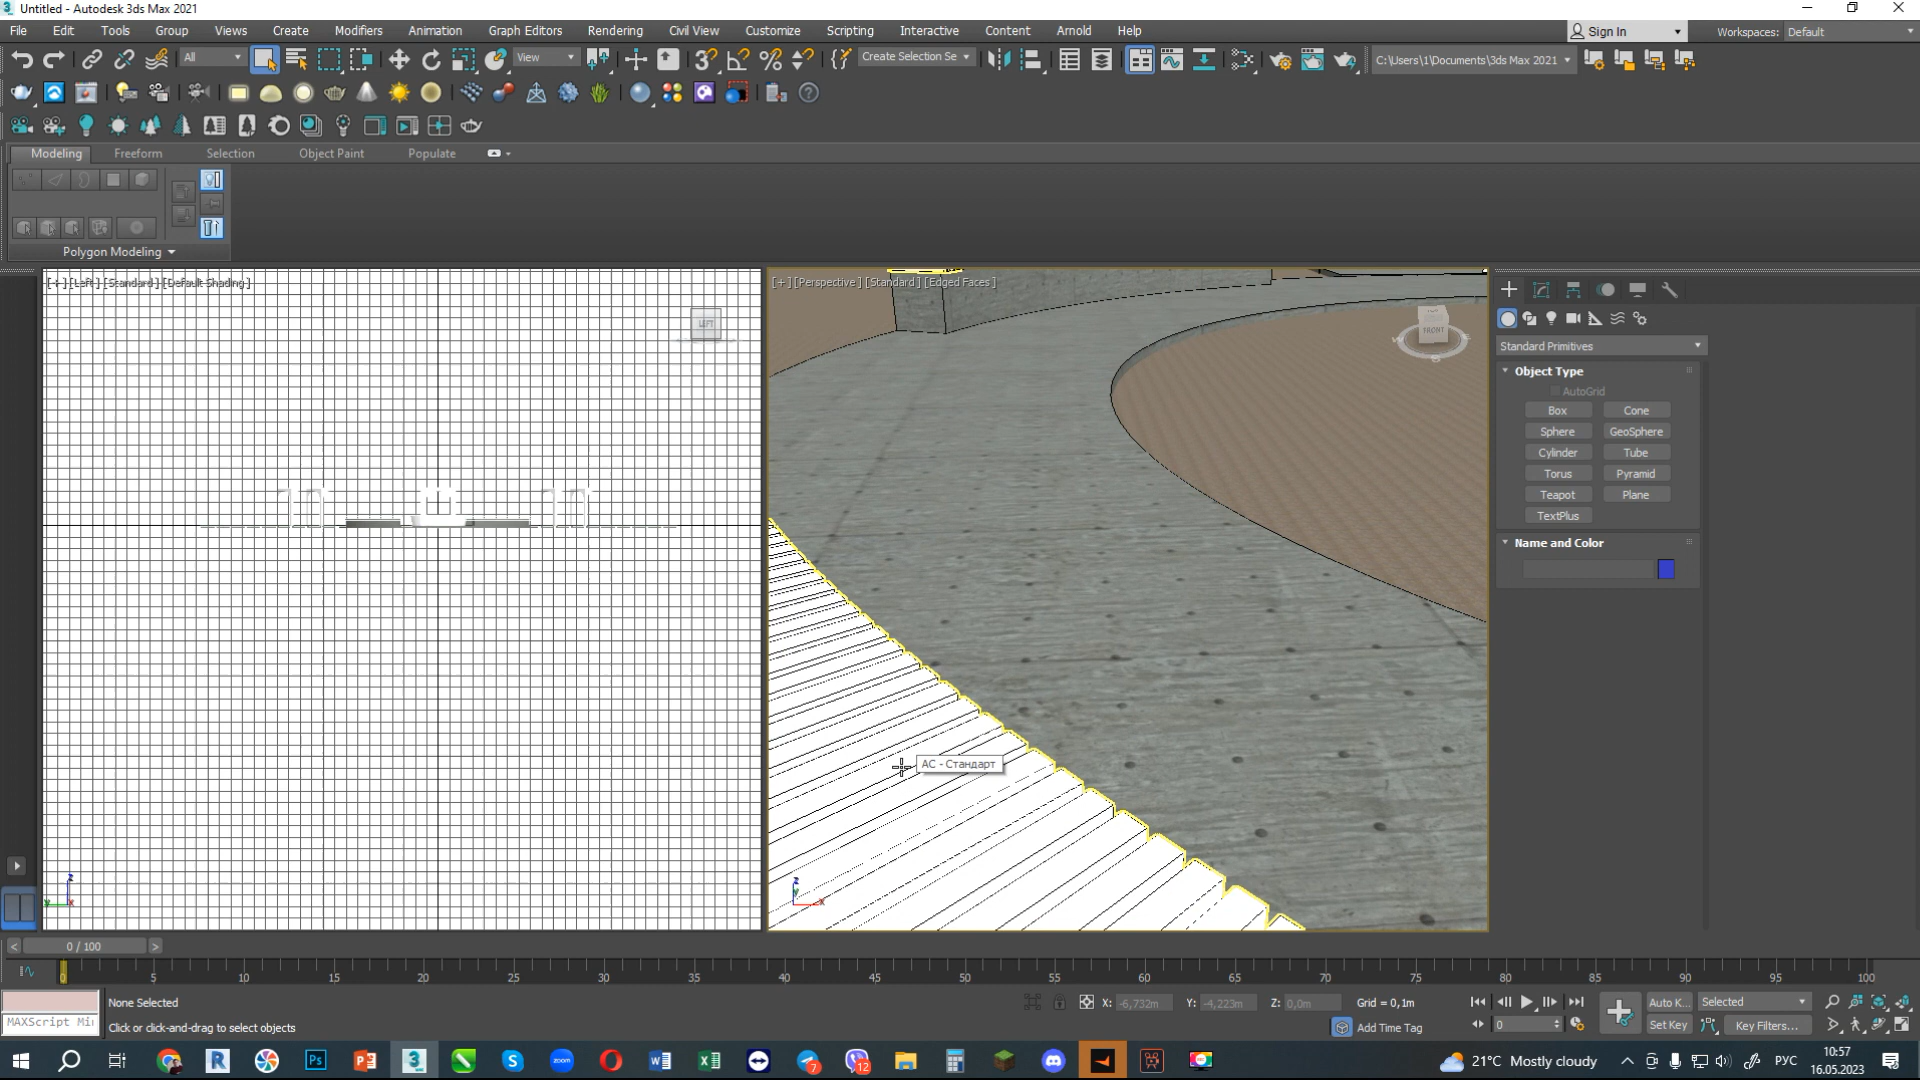 Untitled - Autodesk 3ds Max 2021
File Edit Tools Group Views Create Modifiers Animation Graph Editors Rendering Civil View Customize Scripting Interactive Content Arnold Help
Sign In
Workspaces: Default
All
View
Create Selection Se
C:\Users\1\Documents\3ds Max 2021
Modeling Freeform Selection Object Paint Populate
Polygon Modeling
[+] [Left] [Standard] [Default Shading]
LEFT
[+] [Perspective] [Standard] [Edged Faces]
FRONT
Standard Primitives
Object Type
AutoGrid
Box Cone
Sphere GeoSphere
Cylinder Tube
Torus Pyramid
Teapot Plane
TextPlus
Name and Color
АС - Стандарт
z
y x
z
y
x
< 0 / 100 >
0 5 10 15 20 25 30 35 40 45 50 55 60 65 70 75 80 85 90 95 100
None Selected
MAXScript Mi
Click or click-and-drag to select objects
X: -6,732m Y: -4,223m Z: 0,0m Grid = 0,1m
Add Time Tag
0
Auto K... Selected
Set Key Key Filters...
21°C Mostly cloudy
РУС
10:57
16.05.2023
zoom
7
12